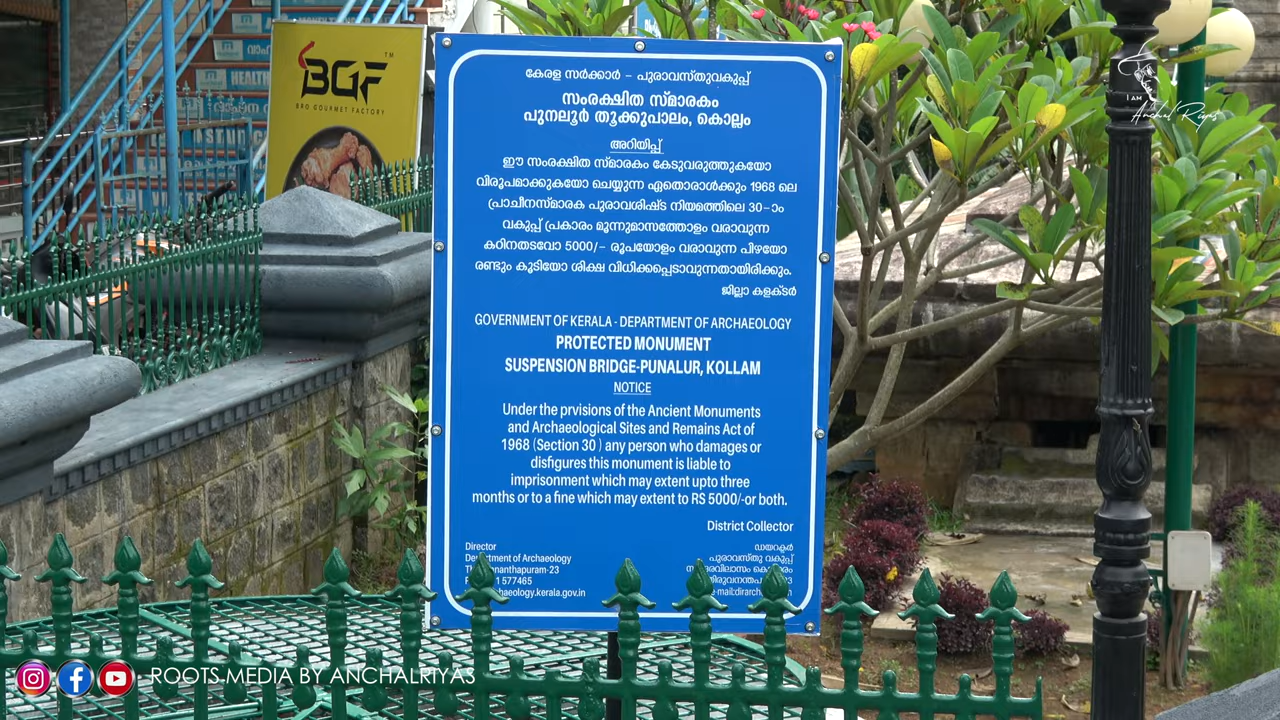 BGF
TM
BRO GOURMET FACTORY
HEALTH
I AM
Anchal Riyas
കേരള സർക്കാർ - പുരാവസ്തുവകുപ്പ്
സംരക്ഷിത സ്മാരകം
പുനലൂർ തൂക്കുപാലം, കൊല്ലം
അറിയിപ്പ്
ഈ സംരക്ഷിത സ്മാരകം കേടുവരുത്തുകയോ
വിരൂപമാക്കുകയോ ചെയ്യുന്ന ഏതൊരാൾക്കും 1968 ലെ
പ്രാചീനസ്മാരക പുരാവശിഷ്ട നിയമത്തിലെ 30-ാം
വകുപ്പ് പ്രകാരം മൂന്നുമാസത്തോളം വരാവുന്ന
കഠിനതടവോ 5000/- രൂപയോളം വരാവുന്ന പിഴയോ
രണ്ടും കൂടിയോ ശിക്ഷ വിധിക്കപ്പെടാവുന്നതായിരിക്കും.
ജില്ലാ കളക്ടർ
GOVERNMENT OF KERALA - DEPARTMENT OF ARCHAEOLOGY
PROTECTED MONUMENT
SUSPENSION BRIDGE-PUNALUR, KOLLAM
NOTICE
Under the prvisions of the Ancient Monuments
and Archaeological Sites and Remains Act of
1968 (Section 30 ) any person who damages or
disfigures this monument is liable to
imprisonment which may extent upto three
months or to a fine which may extent to RS 5000/-or both.
District Collector
Director
Department of Archaeology
577465
.kerala.gov.in
ഡയറക്ടർ
പുരാവസ്തു വകുപ്പ്
ROOTS-MEDIA BY ANCHALRIYAS